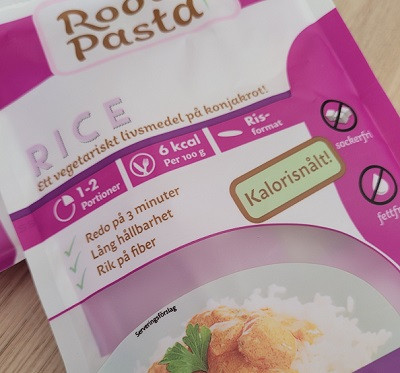 Pasta
RICE
Ett vegetariskt livsmedel på konjakrot!
1-2
Portioner
6 kcal
Per 100 g
Ris-
format
sockerfri
Redo på 3 minuter
Lång hållbarhet
Rik på fiber
Kalorisnålt!
Serveringsförslag